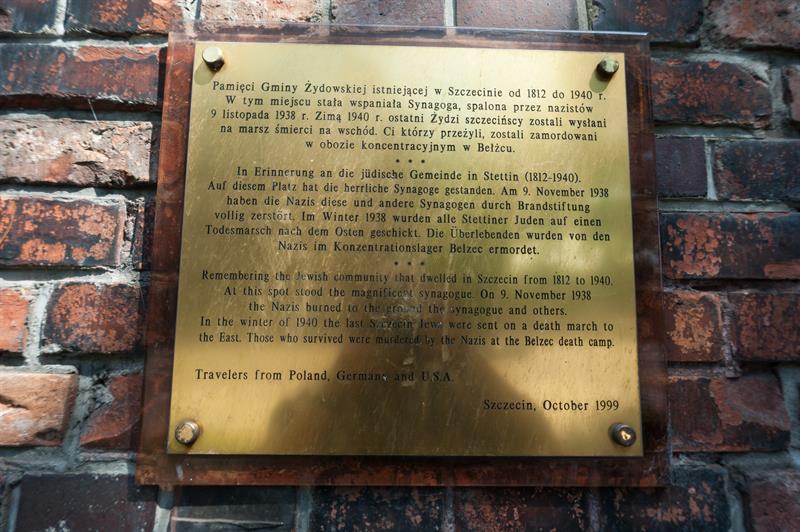 Pamięci Gminy Żydowskiej istniejącej w Szczecinie od 1812 do 1940 r.
W tym miejscu stała wspaniała Synagoga, spalona przez nazistów
9 listopada 1938 r. Zimą 1940 r. ostatni Żydzi szczecińscy zostali wysłani
na marsz śmierci na wschód. Ci którzy przeżyli, zostali zamordowani
w obozie koncentracyjnym w Bełżcu.
* * *
In Erinnerung an die jüdische Gemeinde in Stettin (1812-1940).
Auf diesem Platz hat die herrliche Synagoge gestanden. Am 9. November 1938
haben die Nazis diese und andere Synagogen durch Brandstiftung
vollig zerstört. Im Winter 1938 wurden alle Stettiner Juden auf einen
Todesmarsch nach dem Osten geschickt. Die Überlebenden wurden von den
Nazis im Konzentrationslager Belzec ermordet.
* * *
Remembering the Jewish community that dwelled in Szczecin from 1812 to 1940.
At this spot stood the magnificent synagogue. On 9. November 1938
the Nazis burned to the ground the synagogue and others.
In the winter of 1940 the last Szczecin Jews were sent on a death march to
the East. Those who survived were murdered by the Nazis at the Belzec death camp.
Travelers from Poland, Germany and U.S.A.
Szczecin, October 1999